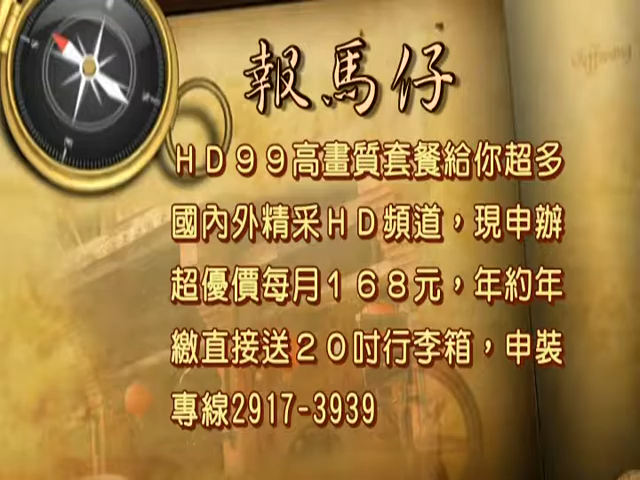 報馬仔
HD99高畫質套餐給你超多
國內外精采HD頻道，現申辦
超優價每月168元，年約年
繳直接送20吋行李箱，申裝
專線2917-3939